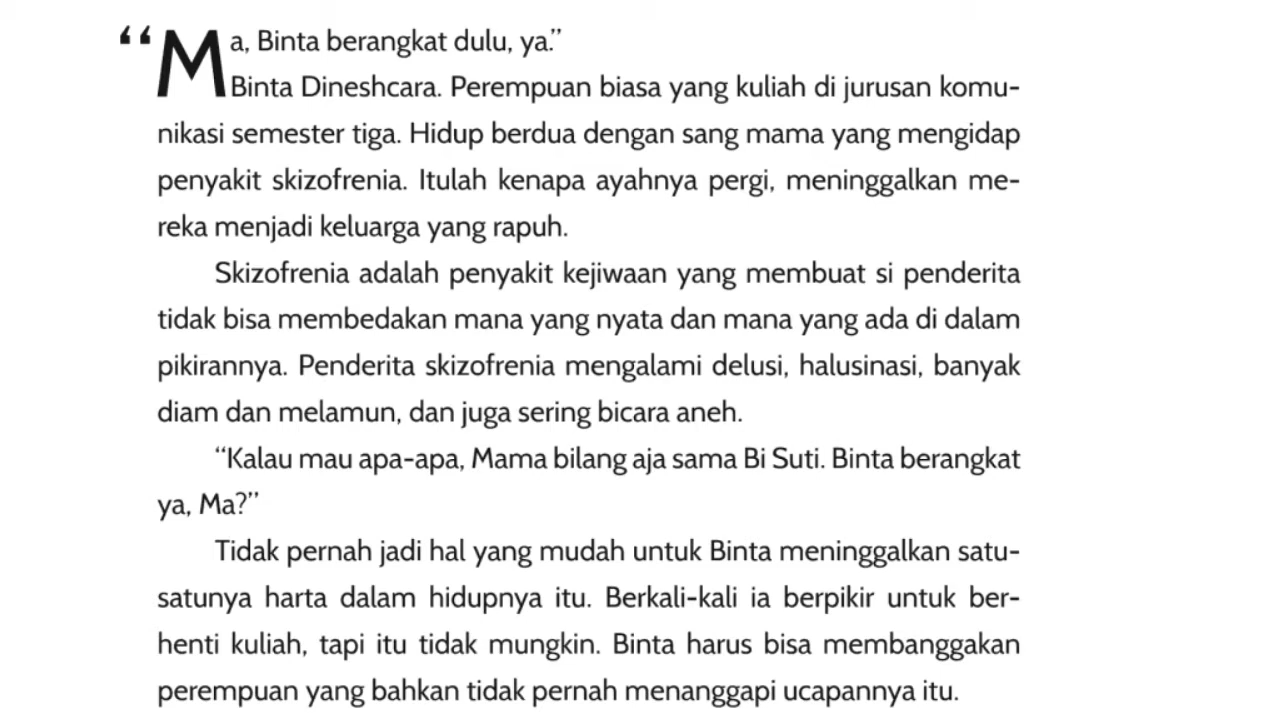 “Ma, Binta berangkat dulu, ya.”
Binta Dineshcara. Perempuan biasa yang kuliah di jurusan komu-
nikasi semester tiga. Hidup berdua dengan sang mama yang mengidap
penyakit skizofrenia. Itulah kenapa ayahnya pergi, meninggalkan me-
reka menjadi keluarga yang rapuh.
Skizofrenia adalah penyakit kejiwaan yang membuat si penderita
tidak bisa membedakan mana yang nyata dan mana yang ada di dalam
pikirannya. Penderita skizofrenia mengalami delusi, halusinasi, banyak
diam dan melamun, dan juga sering bicara aneh.
“Kalau mau apa-apa, Mama bilang aja sama Bi Suti. Binta berangkat
ya, Ma?”
Tidak pernah jadi hal yang mudah untuk Binta meninggalkan satu-
satunya harta dalam hidupnya itu. Berkali-kali ia berpikir untuk ber-
henti kuliah, tapi itu tidak mungkin. Binta harus bisa membanggakan
perempuan yang bahkan tidak pernah menanggapi ucapannya itu.